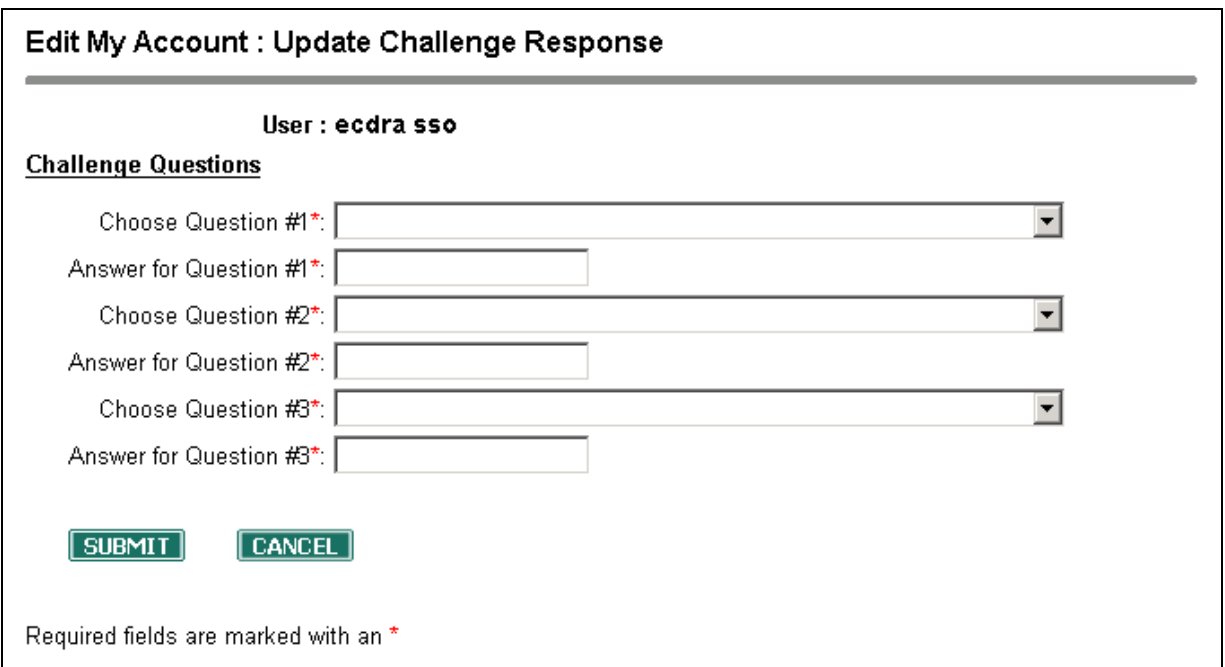 Edit My Account : Update Challenge Response
User : ecdra sso
Challenge Questions
Choose Question #1*:
Answer for Question #1*:
Choose Question #2*:
Answer for Question #2*:
Choose Question #3*:
Answer for Question #3*:
SUBMIT CANCEL
Required fields are marked with an *